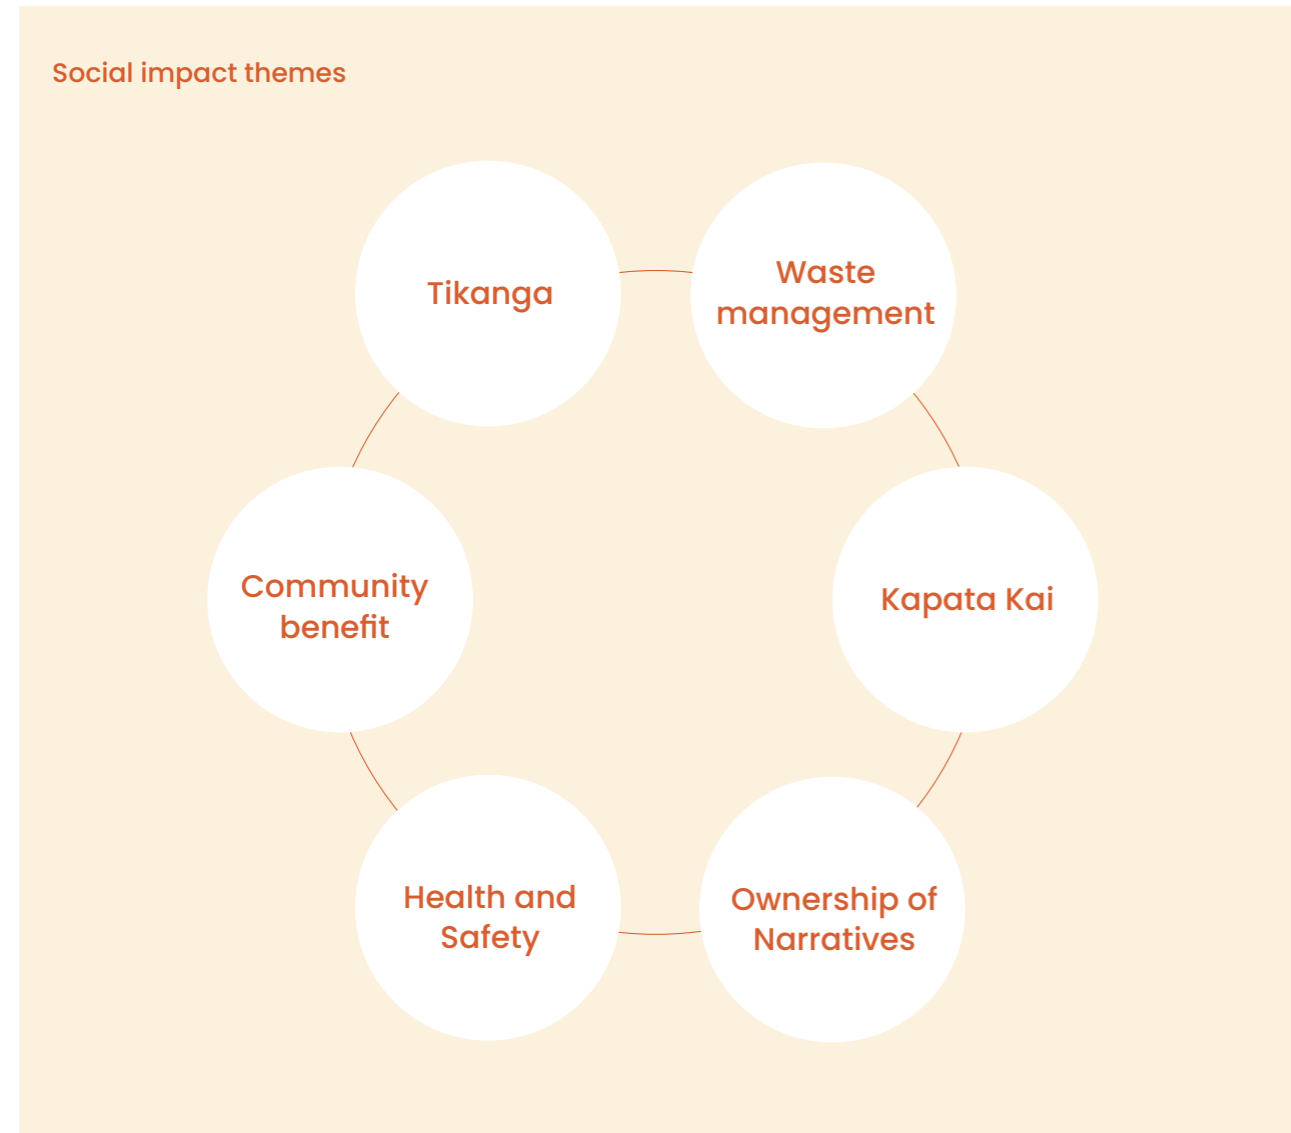 Social impact themes
Tikanga
Waste
management
Community
benefit
Kapata Kai
Health and
Safety
Ownership of
Narratives